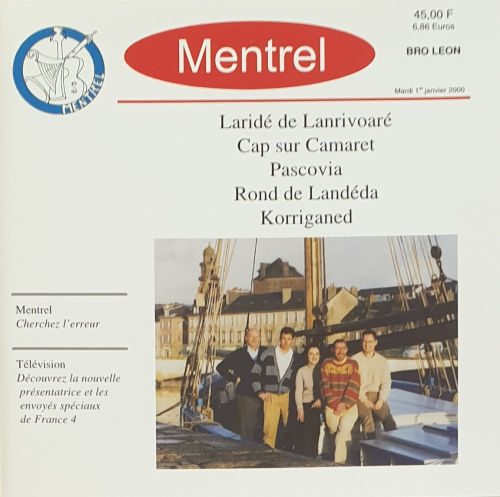 MENTREL
Mentrel
45,00 F
6,86 Euros
BRO LEON
Mardi 1er janvier 2000
Laridé de Lanrivoaré
Cap sur Camaret
Pascovia
Rond de Landéda
Korriganed
Mentrel
Cherchez l'erreur
Télévision
Découvrez la nouvelle
présentatrice et les
envoyés spéciaux
de France 4